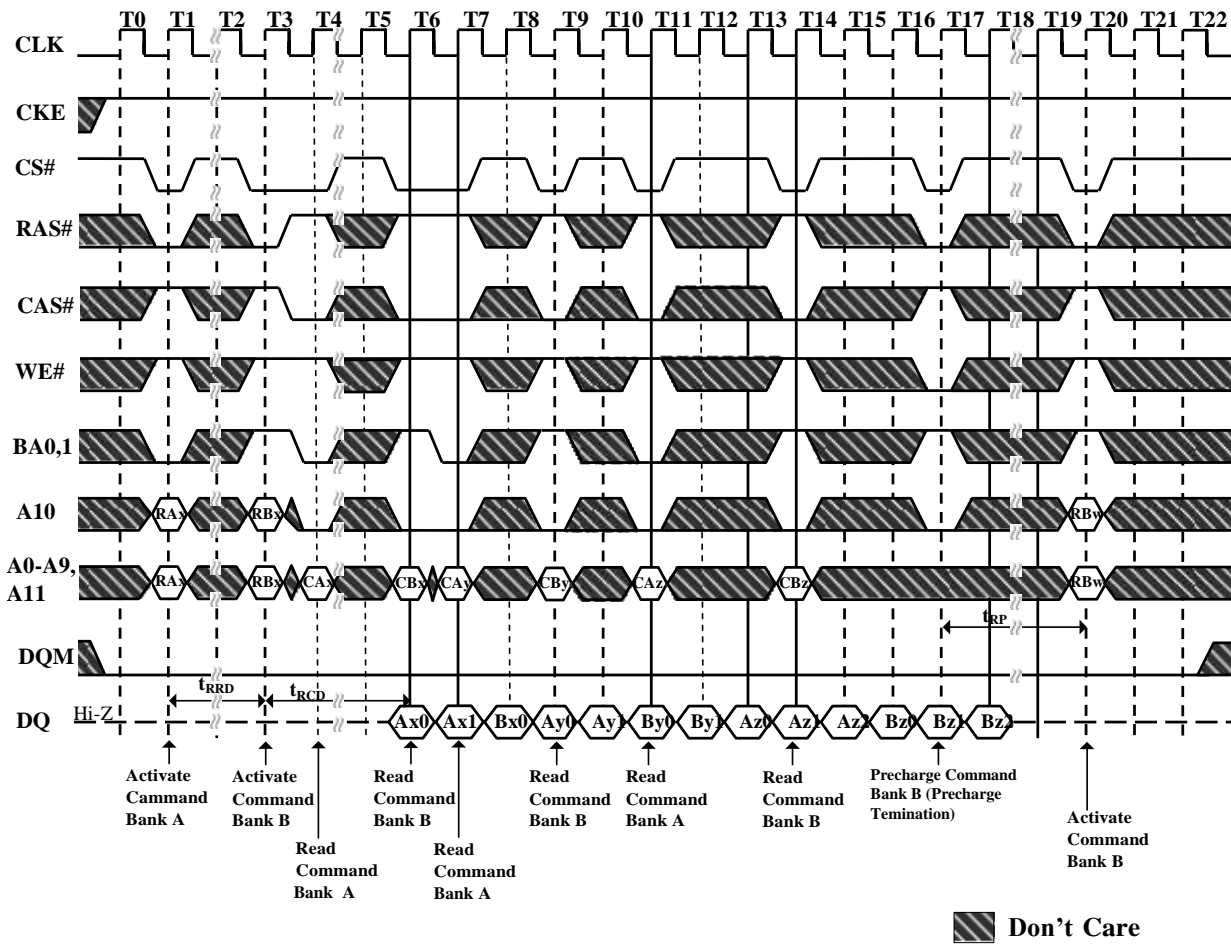 T0 T1 T2 T3 T4 T5 T6 T7 T8 T9 T10 T11 T12 T13 T14 T15 T16 T17 T18 T19 T20 T21 T22
CLK
CKE
CS#
RAS#
CAS#
WE#
BA0,1
A10 RAx RBx RBw
A0-A9,
A11 RAx RBx CAx CBx CAy CBy CAz CBz RBw
tRP
DQM
tRRD tRCD
DQ Hi-Z Ax0 Ax1 Bx0 Ay0 Ay1 By0 By1 Az0 Az1 Az2 Bz0 Bz1 Bz2
Activate
Cammand
Bank A
Activate
Command
Bank B
Read
Command
Bank A
Read
Command
Bank B
Read
Command
Bank A
Read
Command
Bank B
Read
Command
Bank A
Read
Command
Bank B
Precharge Command
Bank B (Precharge
Temination)
Activate
Command
Bank B
Don't Care